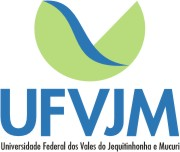 UFVJM
Universidade Federal dos Vales do Jequitinhonha e Mucuri